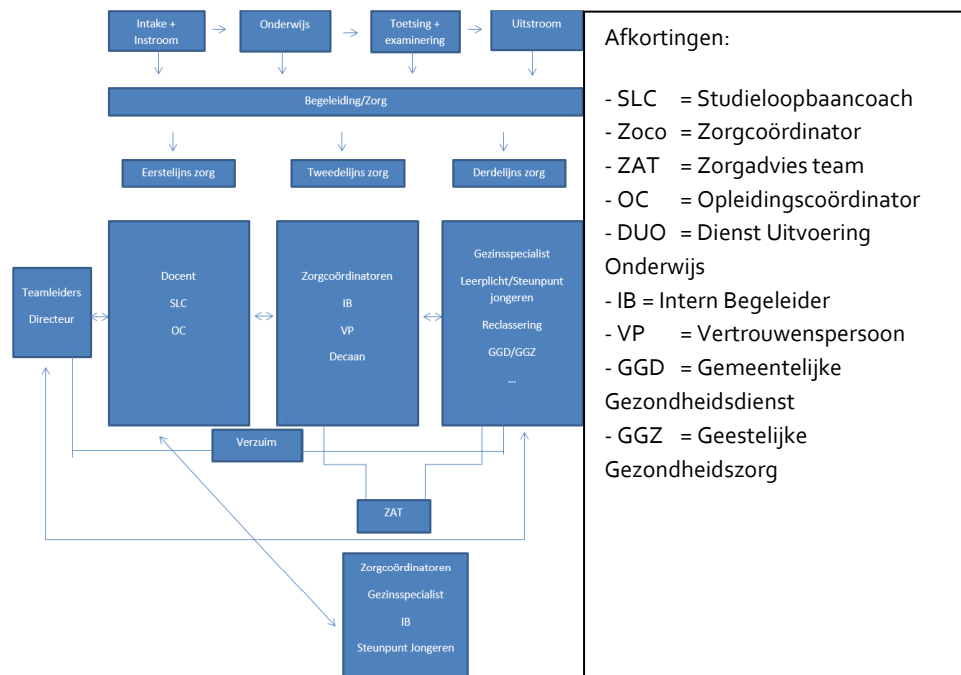 Intake +
Instroom
Onderwijs
Toetsing +
examinering
Uitstroom
Begeleiding/Zorg
Eerstelijns zorg
Tweedelijns zorg
Derdelijns zorg
Teamleiders
Directeur
Docent
SLC
OC
Zorgcoördinatoren
IB
VP
Decaan
Gezinsspecialist
Leerplicht/Steunpunt
jongeren
Reclassering
GGD/GGZ
...
Verzuim
ZAT
Zorgcoördinatoren
Gezinsspecialist
IB
Steunpunt Jongeren
Afkortingen:
- SLC = Studieloopbaancoach
- Zoco = Zorgcoördinator
- ZAT = Zorgadvies team
- OC = Opleidingscoördinator
- DUO = Dienst Uitvoering
Onderwijs
- IB = Intern Begeleider
- VP = Vertrouwenspersoon
- GGD = Gemeentelijke
Gezondheidsdienst
- GGZ = Geestelijke
Gezondheidszorg